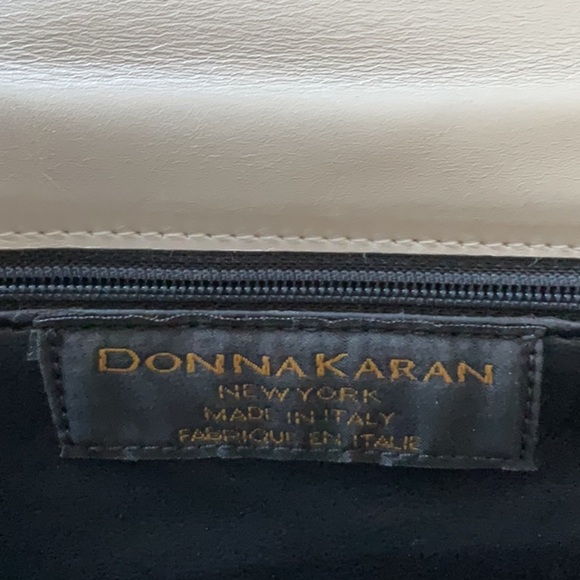 DONNAKARAN
NEW YORK
MADE IN ITALY
FABRIQUE EN ITALIE